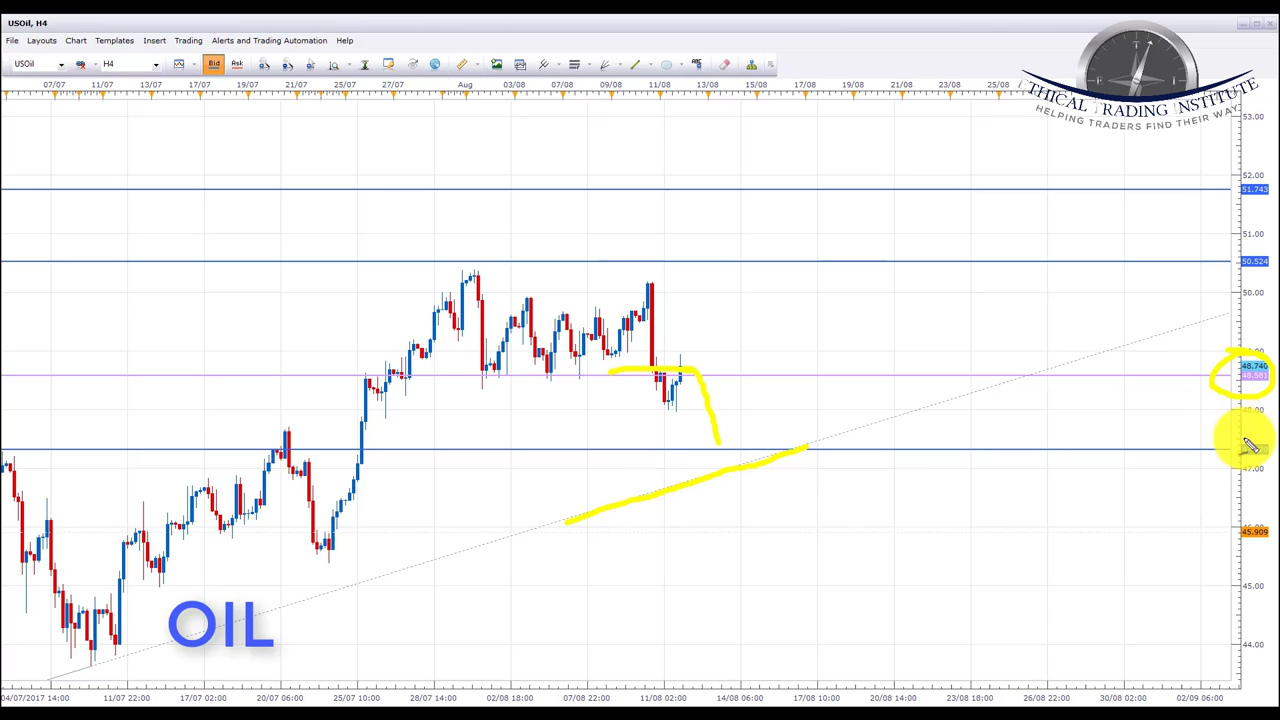 USOil, H4
File Layouts Chart Templates Insert Trading Alerts and Trading Automation Help
USOil H4 Bid Ask ABC
07/07 11/07 13/07 17/07 19/07 21/07 25/07 27/07 Aug 03/08 07/08 09/08 11/08 13/08 17/08 19/08 21/08 23/08 25/08
T E I
ETHICAL TRADING INSTITUTE
HELPING TRADERS FIND THEIR WAY
53.00
52.00
51.743
51.00
50.524
50.00
48.740
48.581
48.00
47.00
45.909
45.00
44.00
OIL
04/07/2017 14:00 11/07 22:00 17/07 02:00 20/07 06:00 25/07 10:00 28/07 14:00 02/08 18:00 07/08 22:00 11/08 02:00 14/08 06:00 17/08 10:00 20/08 14:00 23/08 18:00 26/08 22:00 30/08 02:00 02/09 06:00